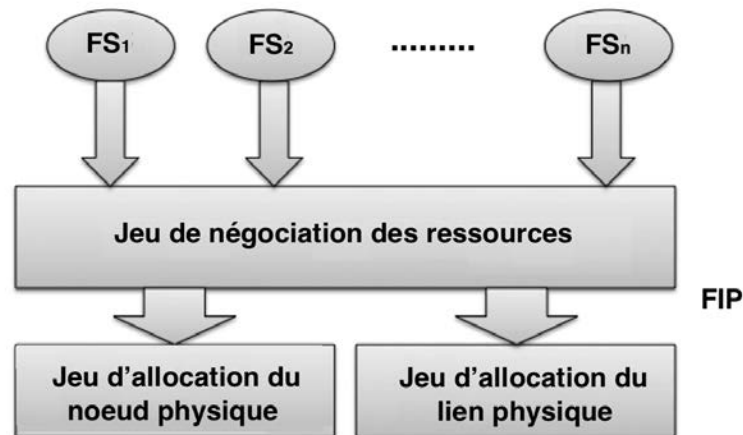 FS1 FS2 ......... FSn
Jeu de négociation des ressources
FIP
Jeu d'allocation du
noeud physique
Jeu d'allocation du
lien physique